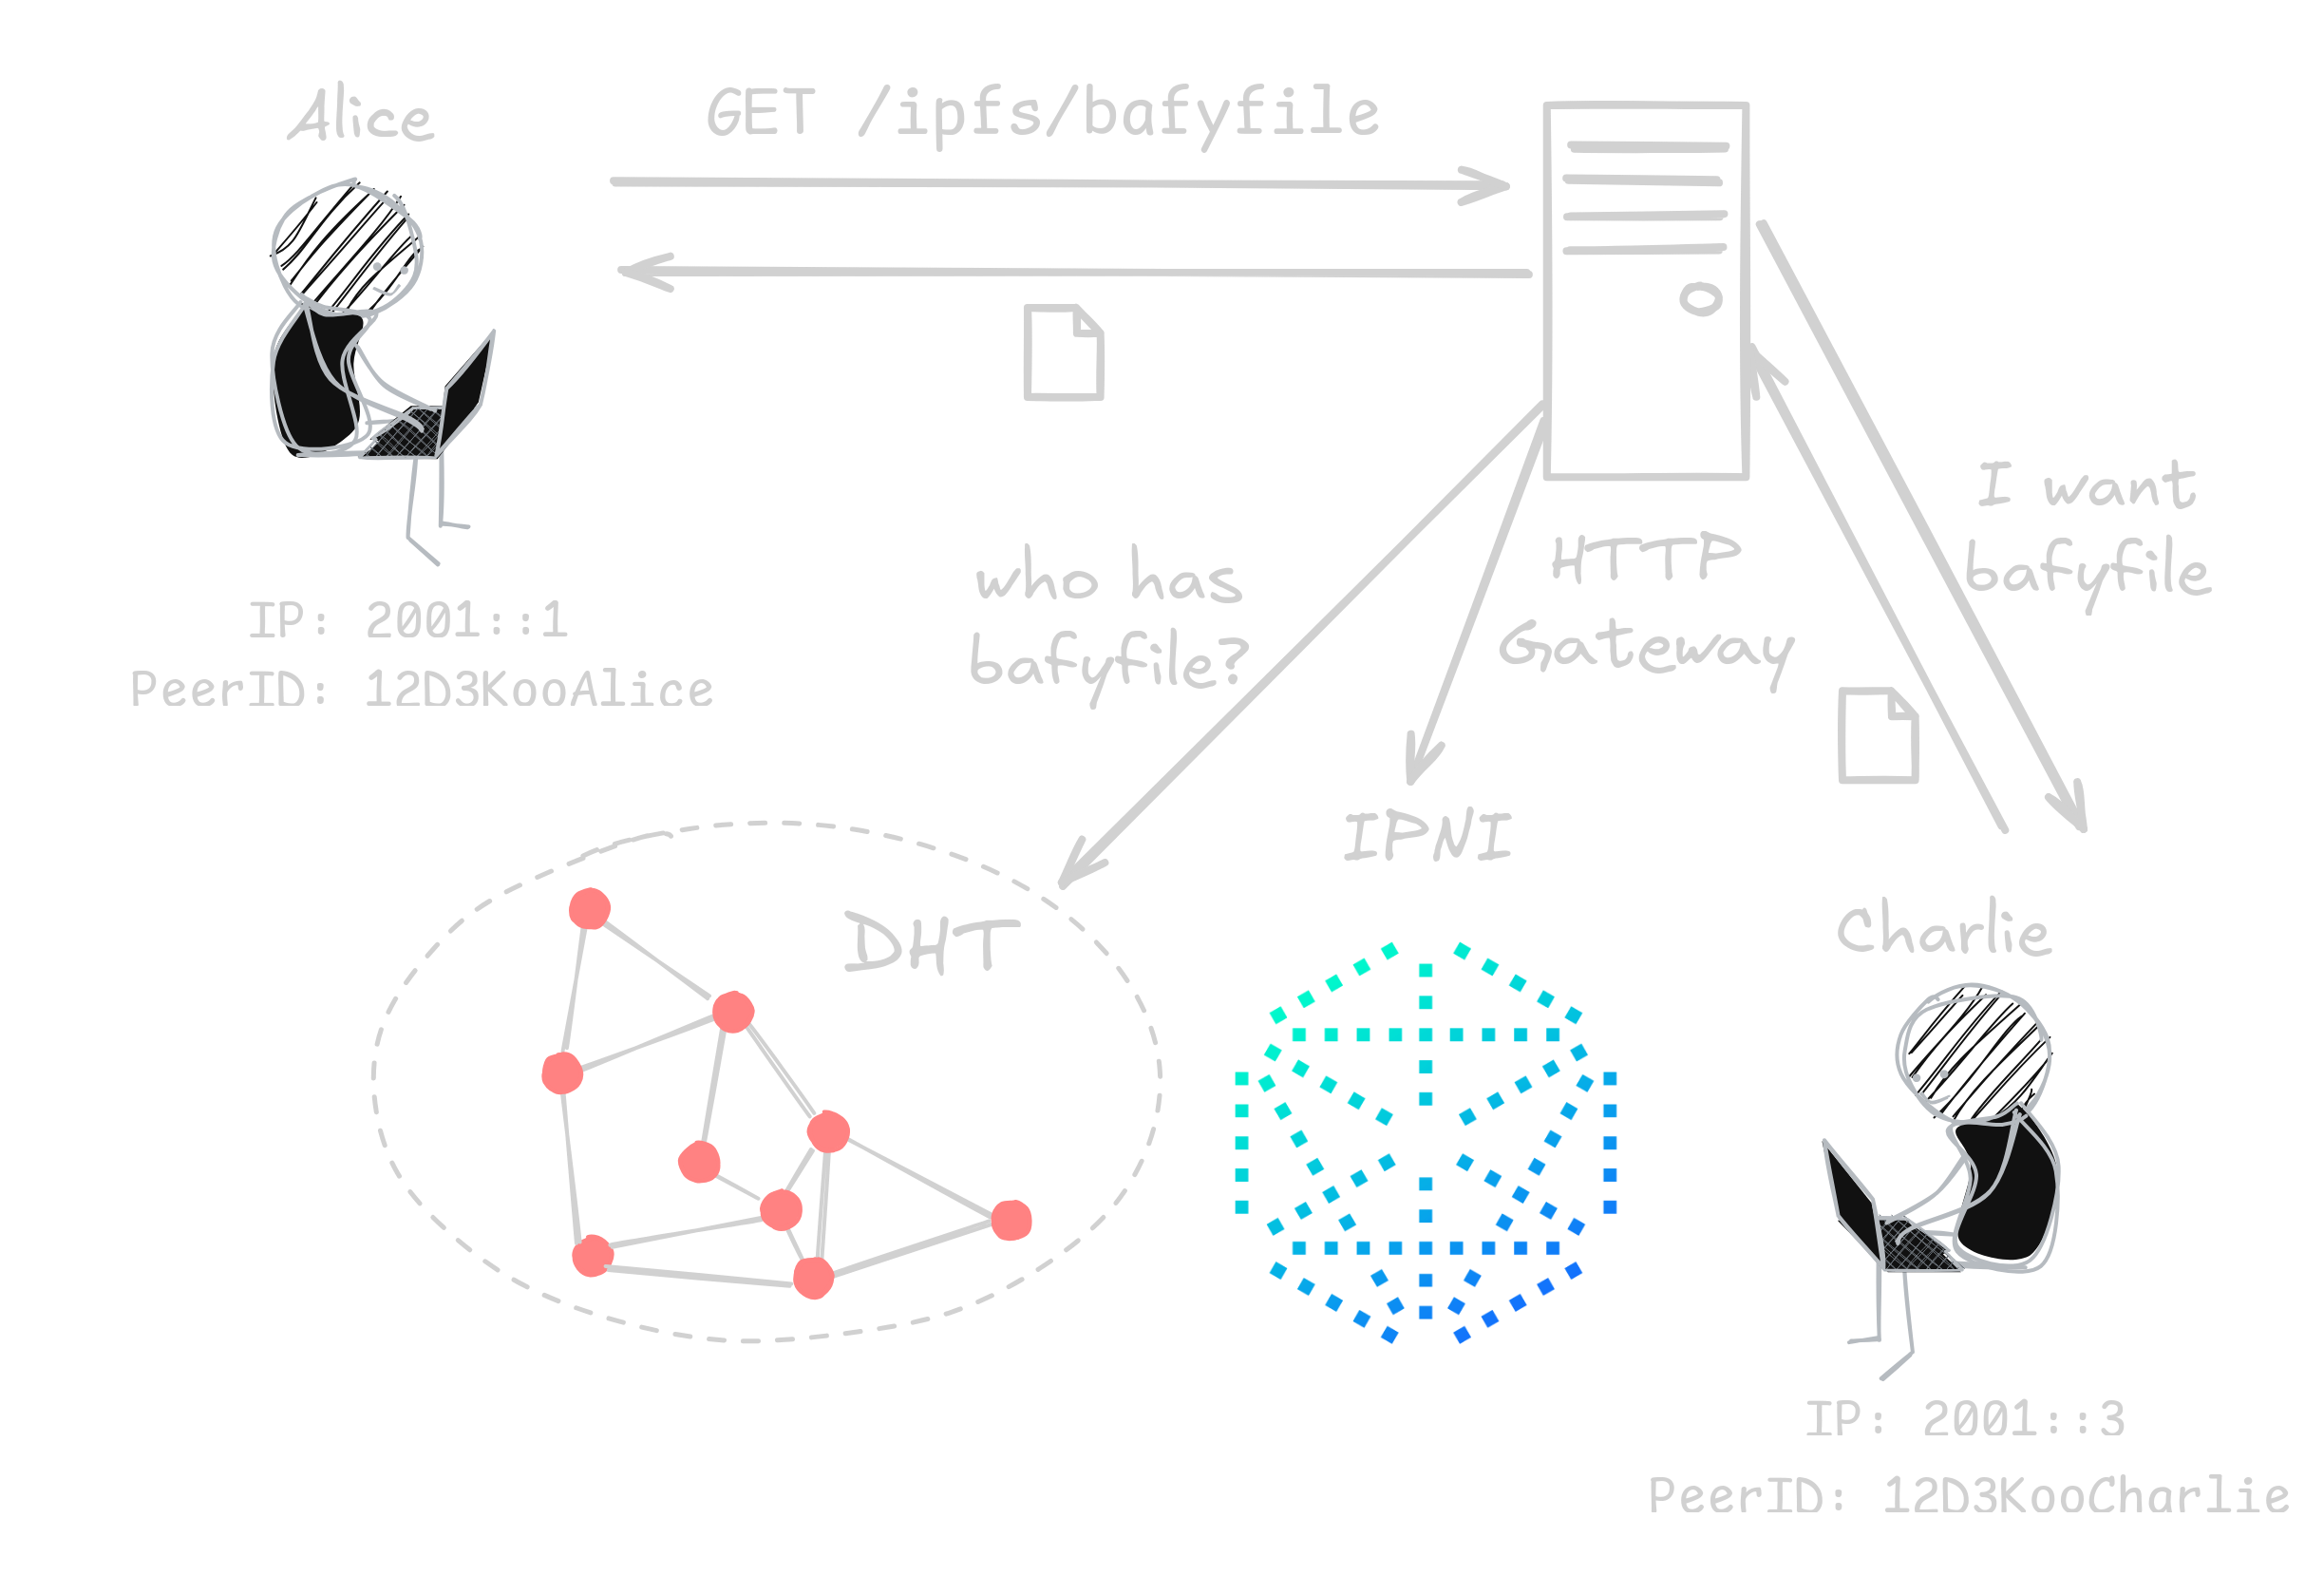 Alice
GET /ipfs/bafyfile
IP: 2001::1
PeerID: 12D3KooAlice
who has
bafyfile?
HTTP
Gateway
I want
bafyfile
DHT
IPNI
Charlie
IP: 2001::3
PeerID: 12D3KooCharlie